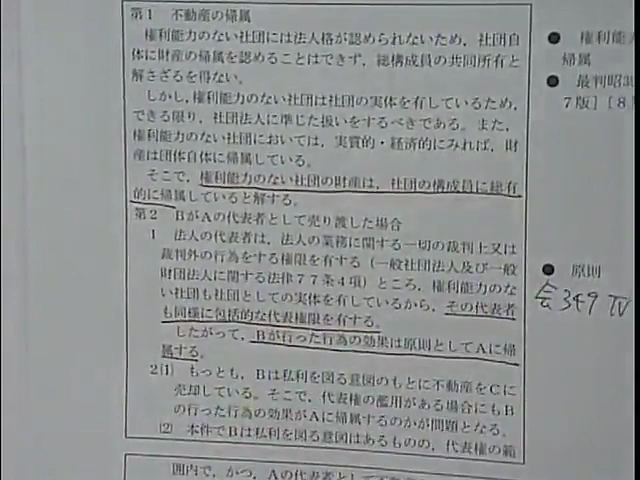 第1 不動産の帰属
権利能力のない社団には法人格が認められないため，社団自
体に財産の帰属を認めることはできず，総構成員の共同所有と
解さざるを得ない。
しかし，権利能力のない社団は社団の実体を有しているため，
できる限り，社団法人に準じた扱いをするべきである。また，
権利能力のない社団においては，実質的・経済的にみれば，財
産は団体自体に帰属している。
そこで，権利能力のない社団の財産は，社団の構成員に総有
的に帰属していると解する。
第2 BがAの代表者として売り渡した場合
1 法人の代表者は，法人の業務に関する一切の裁判上又は
裁判外の行為をする権限を有する（一般社団法人及び一般
財団法人に関する法律77条4項）ところ，権利能力のな
い社団も社団としての実体を有しているから，その代表者
も同様に包括的な代表権限を有する。
したがって，Bが行った行為の効果は原則としてAに帰
属する。
2⑴ もっとも，Bは私利を図る意図のもとに不動産をCに
売却している。そこで，代表権の濫用がある場合にもB
の行った行為の効果がAに帰属するのかが問題となる。
⑵ 本件でBは私利を図る意図はあるものの，代表権の範
囲内で，かつ，Aの代表者として
● 権利能
帰属
● 最判昭
7版］［8
● 原則
会349 Ⅳ